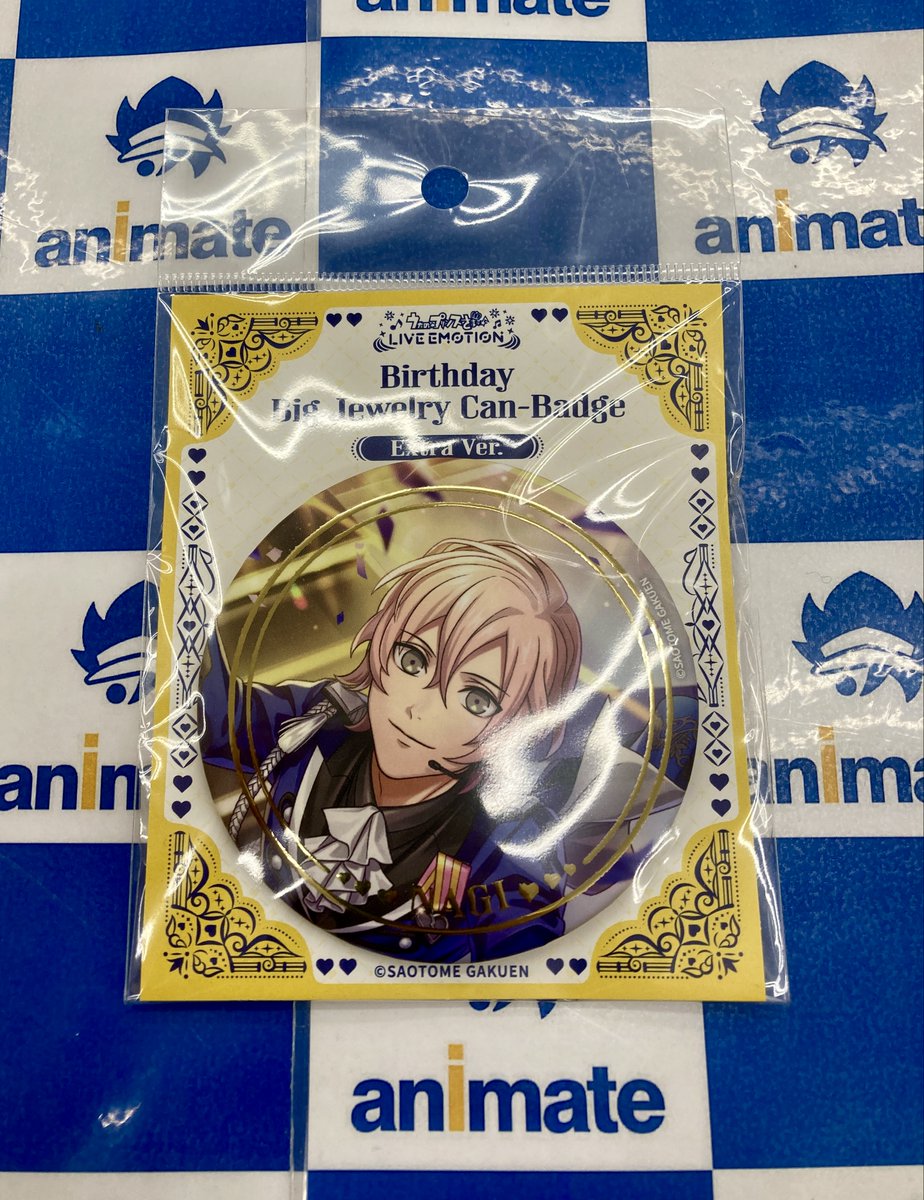 animate
animate
animate
うたの☆プリンスさまっ♪
LIVE EMOTION
Birthday
Big Jewelry Can-Badge
Extra Ver.
©SAOTOME GAKUEN
NAGI
©SAOTOME GAKUEN
anim
animate
animate